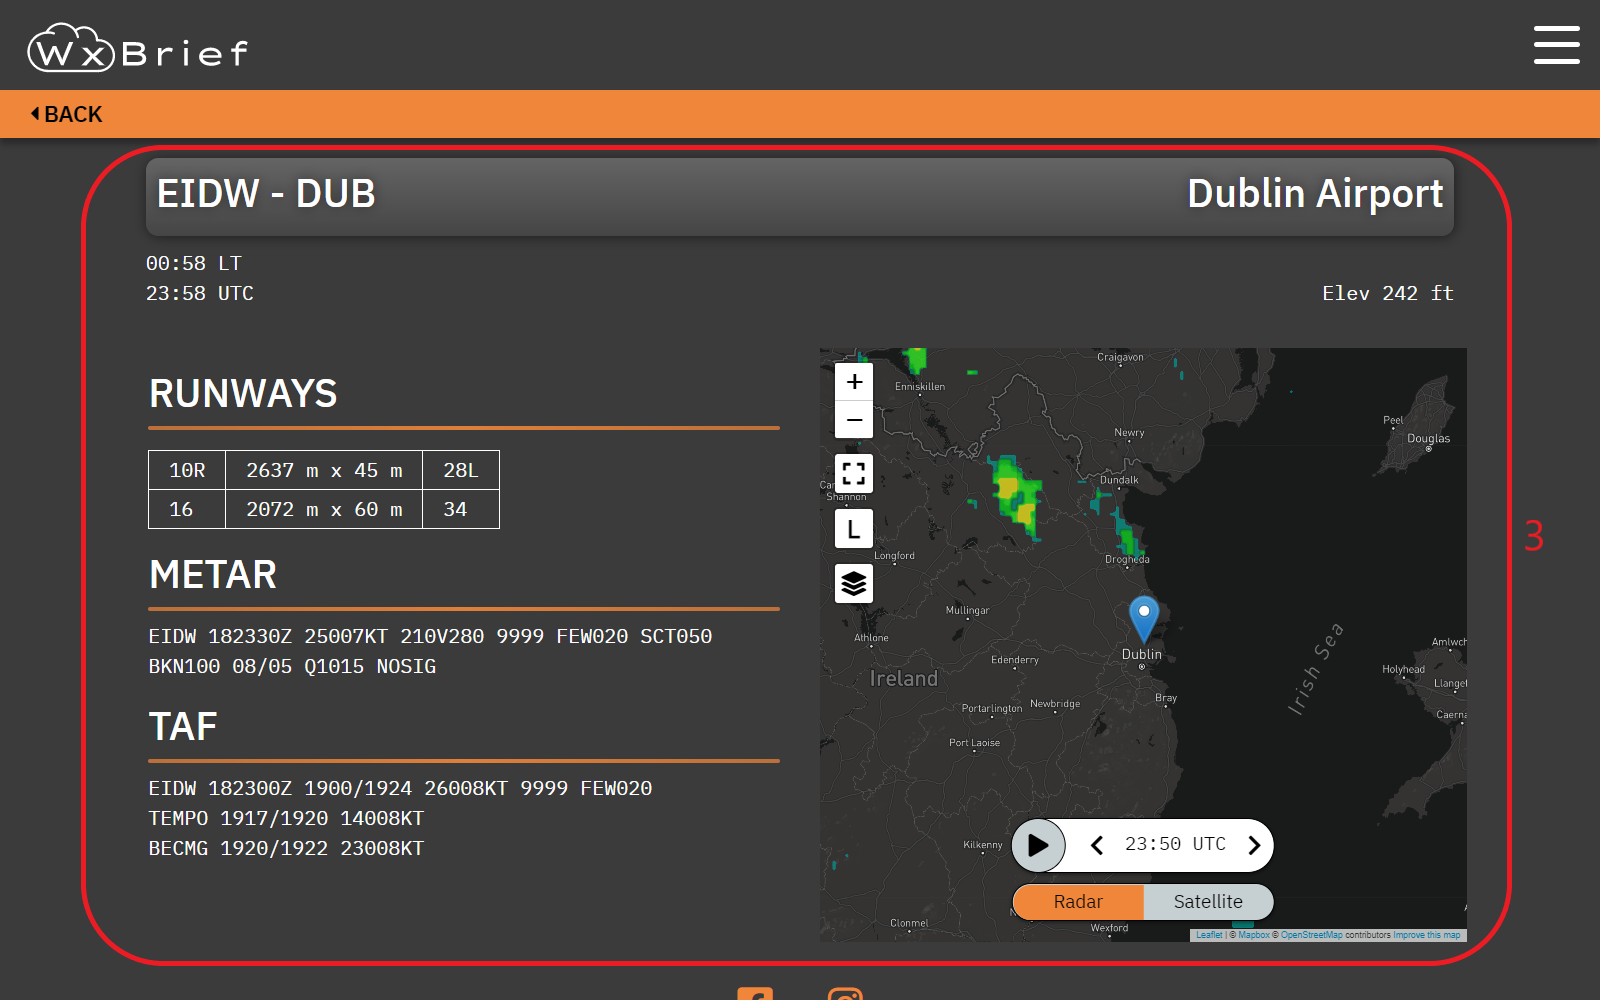 WxBrief
BACK
EIDW - DUB
Dublin Airport
00:58 LT
23:58 UTC
Elev 242 ft
RUNWAYS
10R 2637 m x 45 m 28L
16 2072 m x 60 m 34
METAR
EIDW 182330Z 25007KT 210V280 9999 FEW020 SCT050
BKN100 08/05 Q1015 NOSIG
TAF
EIDW 182300Z 1900/1924 26008KT 9999 FEW020
TEMPO 1917/1920 14008KT
BECMG 1920/1922 23008KT
+
−
L
Craigavon
Enniskillen
Newry
Peel
Douglas
Dundalk
Shannon
Longford
Drogheda
Mullingar
Athlone
Dublin
Edenderry
Ireland
Irish Sea
Amlwch
Holyhead
Bray
Portarlington
Newbridge
Port Laoise
Kilkenny
23:50 UTC
Radar
Satellite
Clonmel
Wexford
Leaflet | © Mapbox © OpenStreetMap contributors Improve this map
3